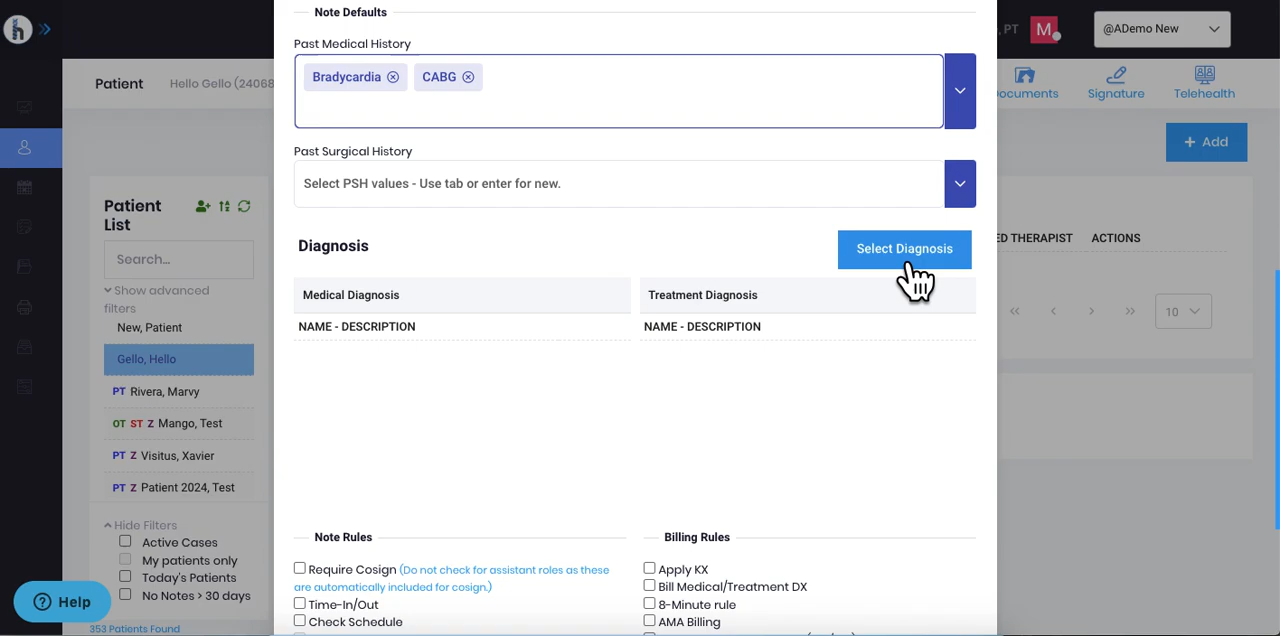 Note Defaults
, PT
M
@ADemo New
Past Medical History
Bradycardia
CABG
Patient
Hello Gello (24068
ocuments
Signature
Telehealth
+ Add
Past Surgical History
Select PSH values - Use tab or enter for new.
Patient List
Search...
Show advanced filters
New, Patient
Gello, Hello
PT Rivera, Marvy
OT ST Z Mango, Test
PT Z Visitus, Xavier
PT Z Patient 2024, Test
Hide Filters
Active Cases
My patients only
Today's Patients
No Notes > 30 days
353 Patients Found
Help
Diagnosis
Select Diagnosis
Medical Diagnosis
Treatment Diagnosis
NAME - DESCRIPTION
NAME - DESCRIPTION
ED THERAPIST
ACTIONS
10
Note Rules
Require Cosign (Do not check for assistant roles as these
are automatically included for cosign.)
Time-In/Out
Check Schedule
Billing Rules
Apply KX
Bill Medical/Treatment DX
8-Minute rule
AMA Billing